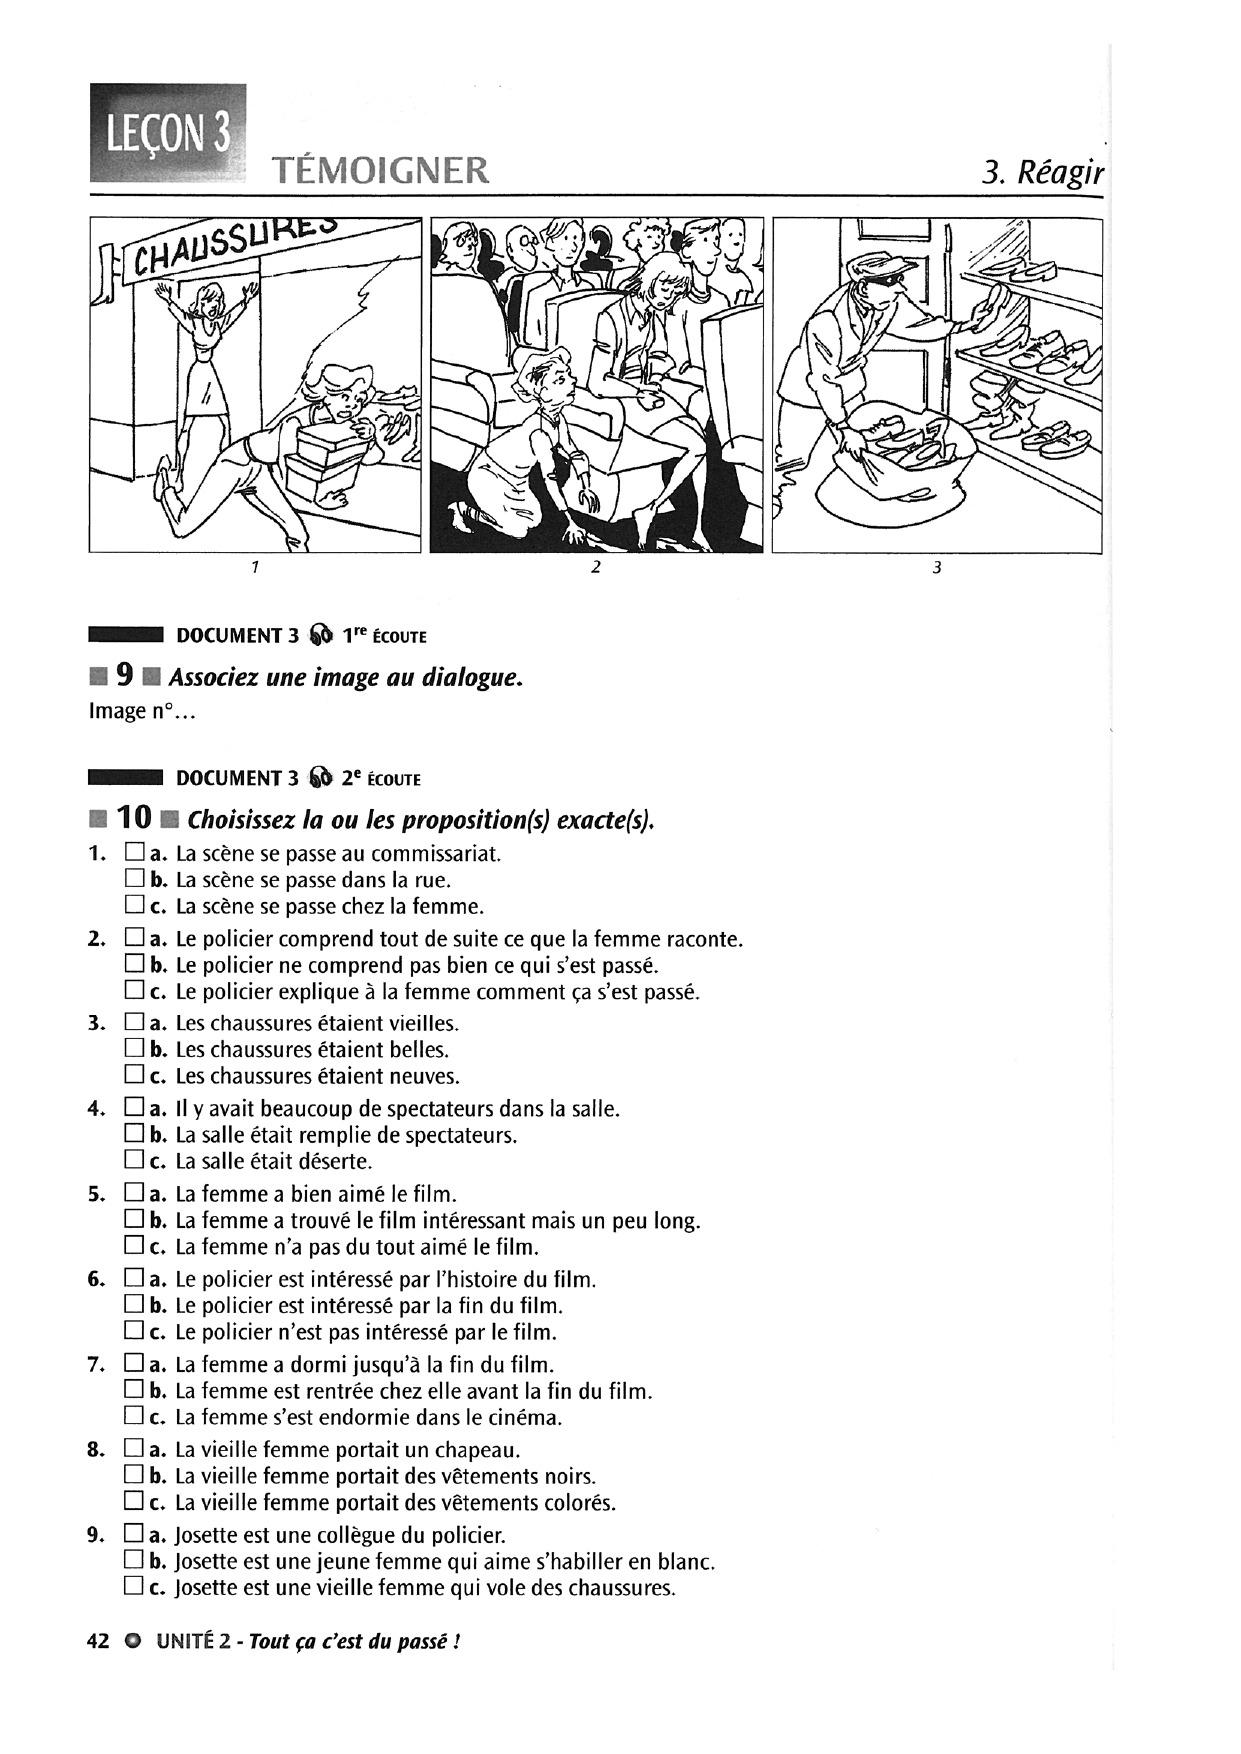 LEÇON 3
TÉMOIGNER
3. Réagir
CHAUSSURES
1
2
3
DOCUMENT 3 1re ÉCOUTE
9 Associez une image au dialogue.
Image n°...
DOCUMENT 3 2e ÉCOUTE
10 Choisissez la ou les proposition(s) exacte(s).
1. a. La scène se passe au commissariat.
b. La scène se passe dans la rue.
c. La scène se passe chez la femme.
2. a. Le policier comprend tout de suite ce que la femme raconte.
b. Le policier ne comprend pas bien ce qui s'est passé.
c. Le policier explique à la femme comment ça s'est passé.
3. a. Les chaussures étaient vieilles.
b. Les chaussures étaient belles.
c. Les chaussures étaient neuves.
4. a. Il y avait beaucoup de spectateurs dans la salle.
b. La salle était remplie de spectateurs.
c. La salle était déserte.
5. a. La femme a bien aimé le film.
b. La femme a trouvé le film intéressant mais un peu long.
c. La femme n'a pas du tout aimé le film.
6. a. Le policier est intéressé par l'histoire du film.
b. Le policier est intéressé par la fin du film.
c. Le policier n'est pas intéressé par le film.
7. a. La femme a dormi jusqu'à la fin du film.
b. La femme est rentrée chez elle avant la fin du film.
c. La femme s'est endormie dans le cinéma.
8. a. La vieille femme portait un chapeau.
b. La vieille femme portait des vêtements noirs.
c. La vieille femme portait des vêtements colorés.
9. a. Josette est une collègue du policier.
b. Josette est une jeune femme qui aime s'habiller en blanc.
c. Josette est une vieille femme qui vole des chaussures.
42 UNITÉ 2 - Tout ça c'est du passé !